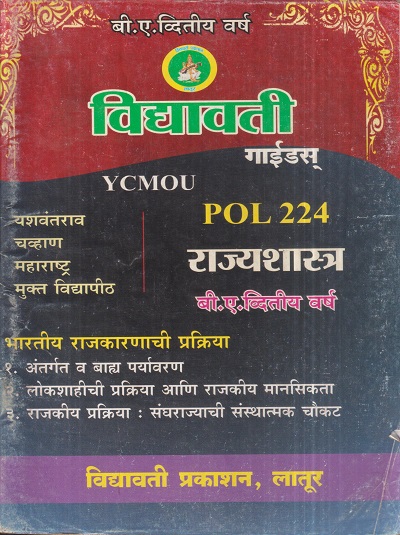 बी.ए.व्दितीय वर्ष
विद्यावती
गाईडस्
YCMOU
यशवंतराव
चव्हाण
महाराष्ट्र
मुक्त विद्यापीठ
POL 224
राज्यशास्त्र
बी.ए.व्दितीय वर्ष
भारतीय राजकारणाची प्रक्रिया
१. अंतर्गत व बाह्य पर्यावरण
२. लोकशाहीची प्रक्रिया आणि राजकीय मानसिकता
३. राजकीय प्रक्रिया : संघराज्याची संस्थात्मक चौकट
विद्यावती प्रकाशन, लातूर